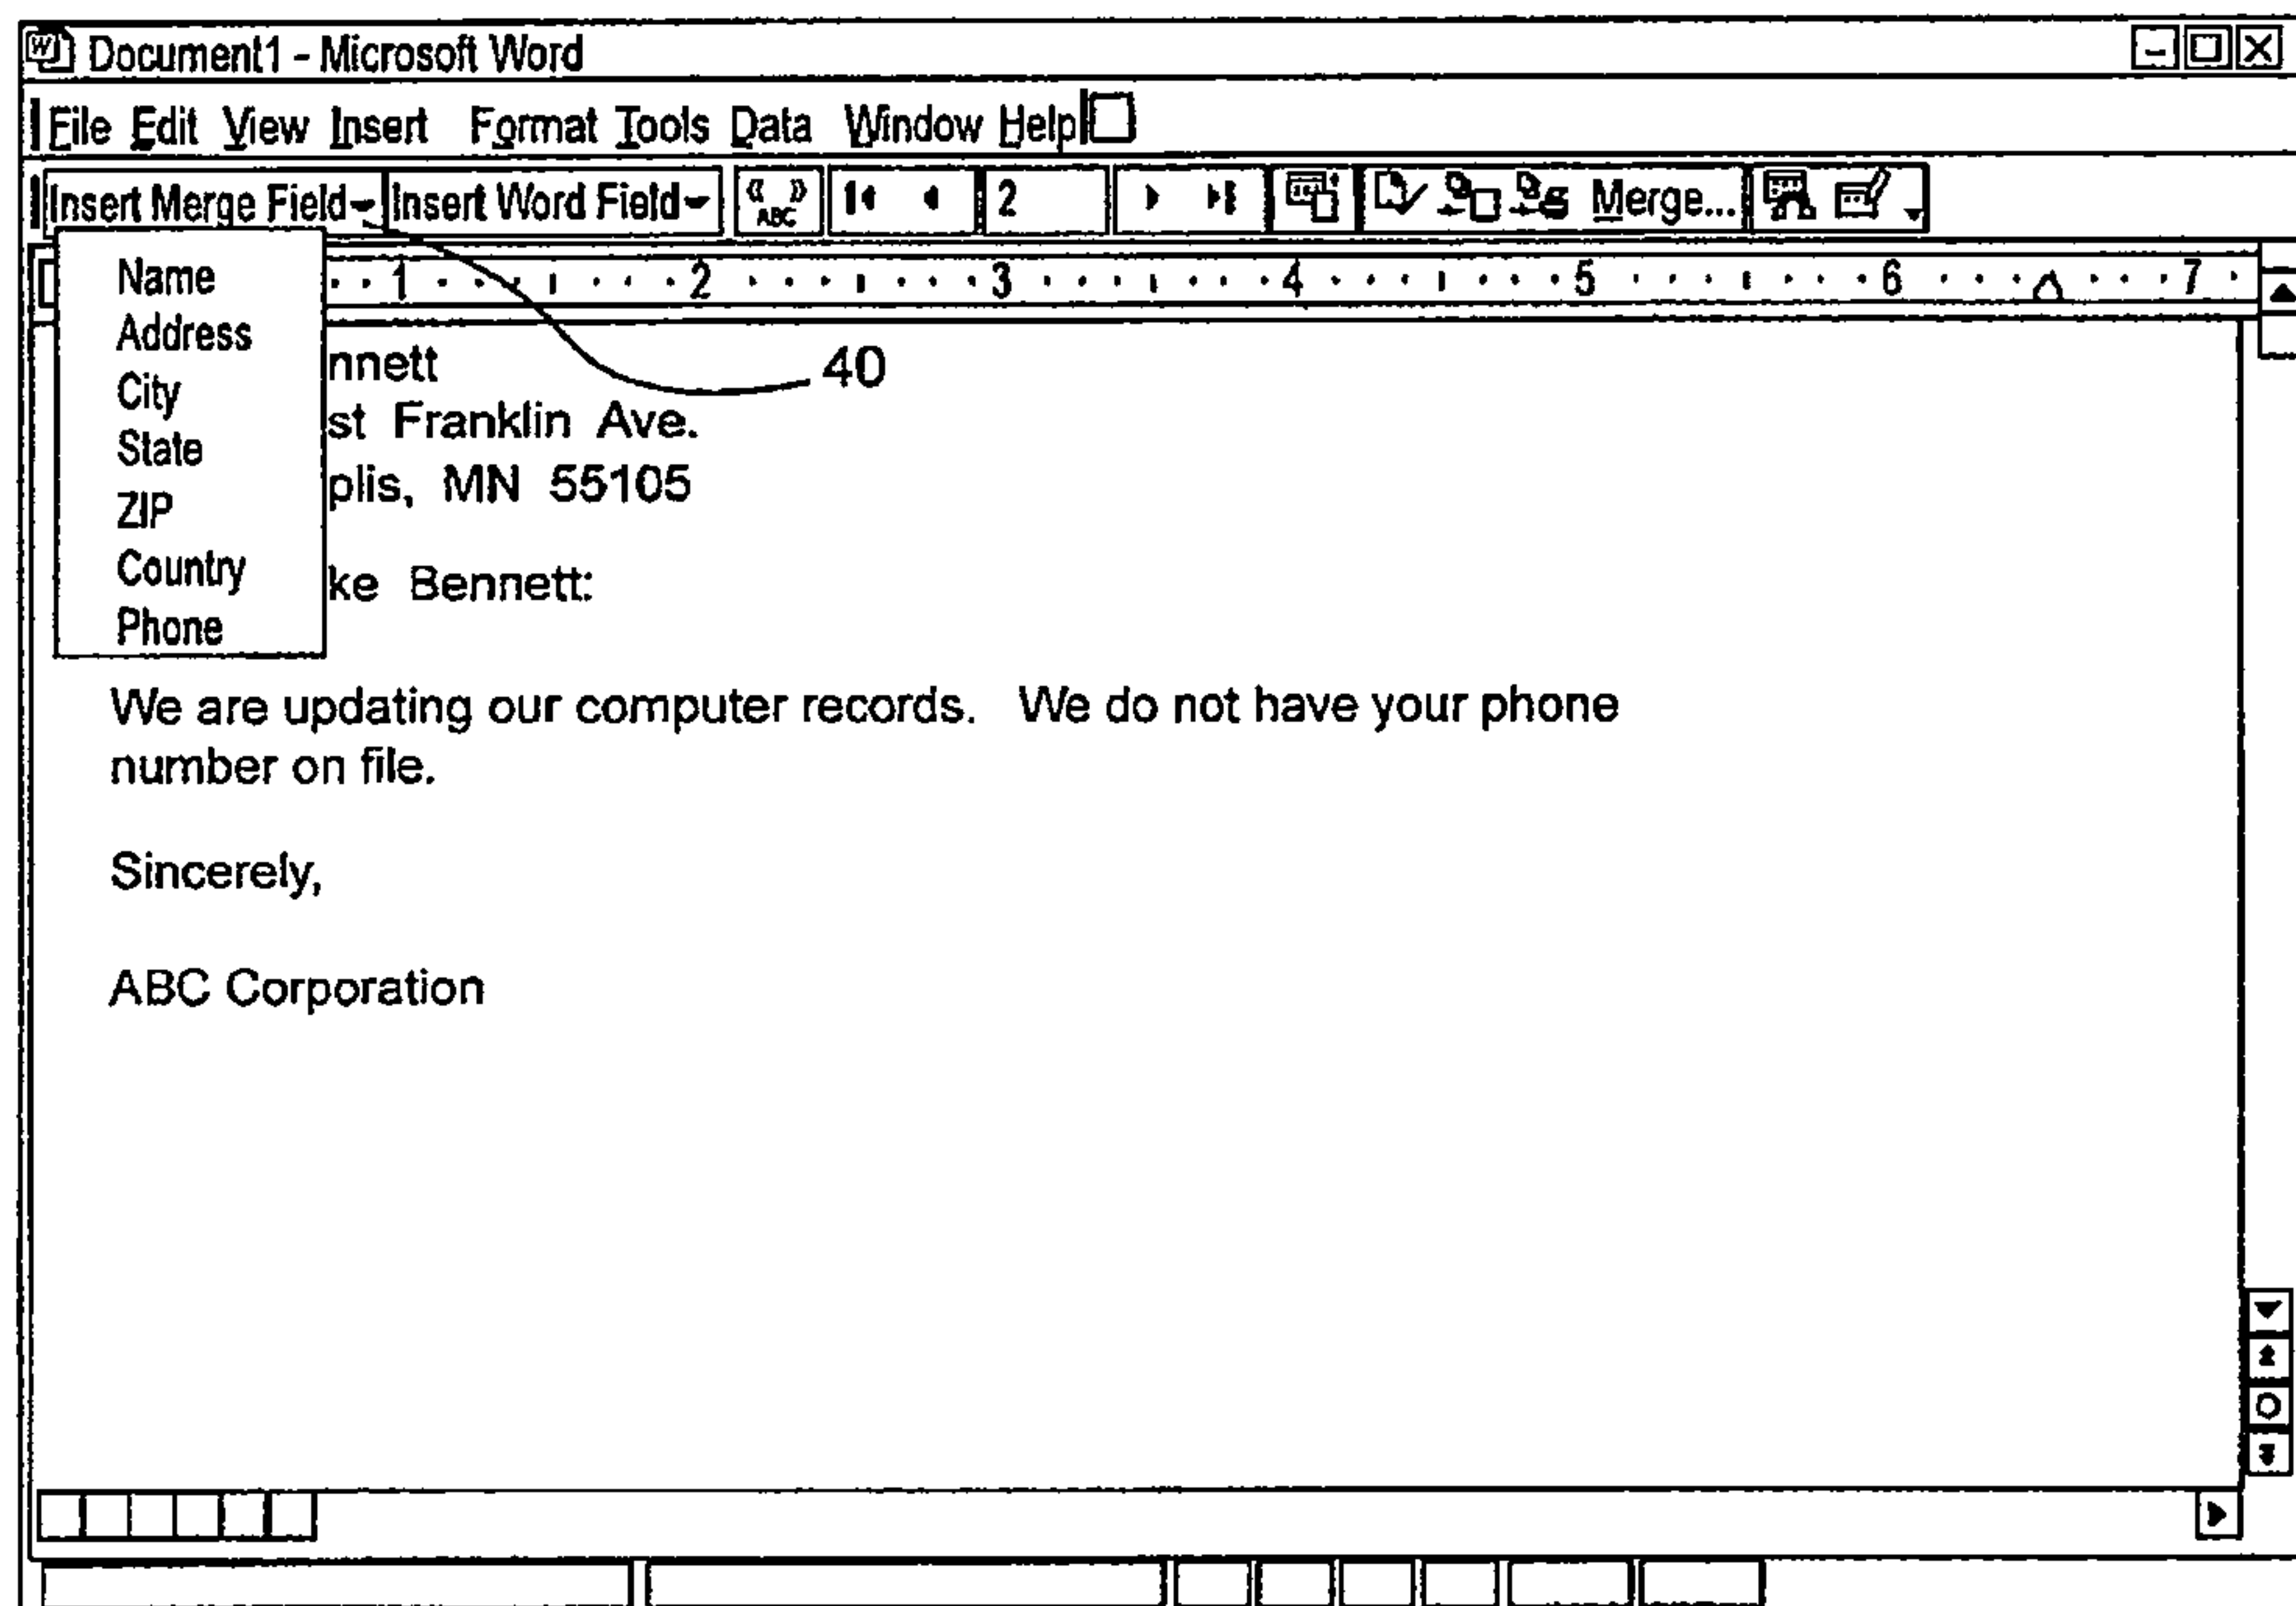 Document1 - Microsoft Word
File Edit View Insert Format Tools Data Window Help
Insert Merge Field Insert Word Field « » ABC 2 Merge...
1 2 3 4 5 6 7
Name
Address
City
State
ZIP
Country
Phone
40
nnett
st Franklin Ave.
plis, MN 55105
ke Bennett:
We are updating our computer records. We do not have your phone
number on file.
Sincerely,
ABC Corporation